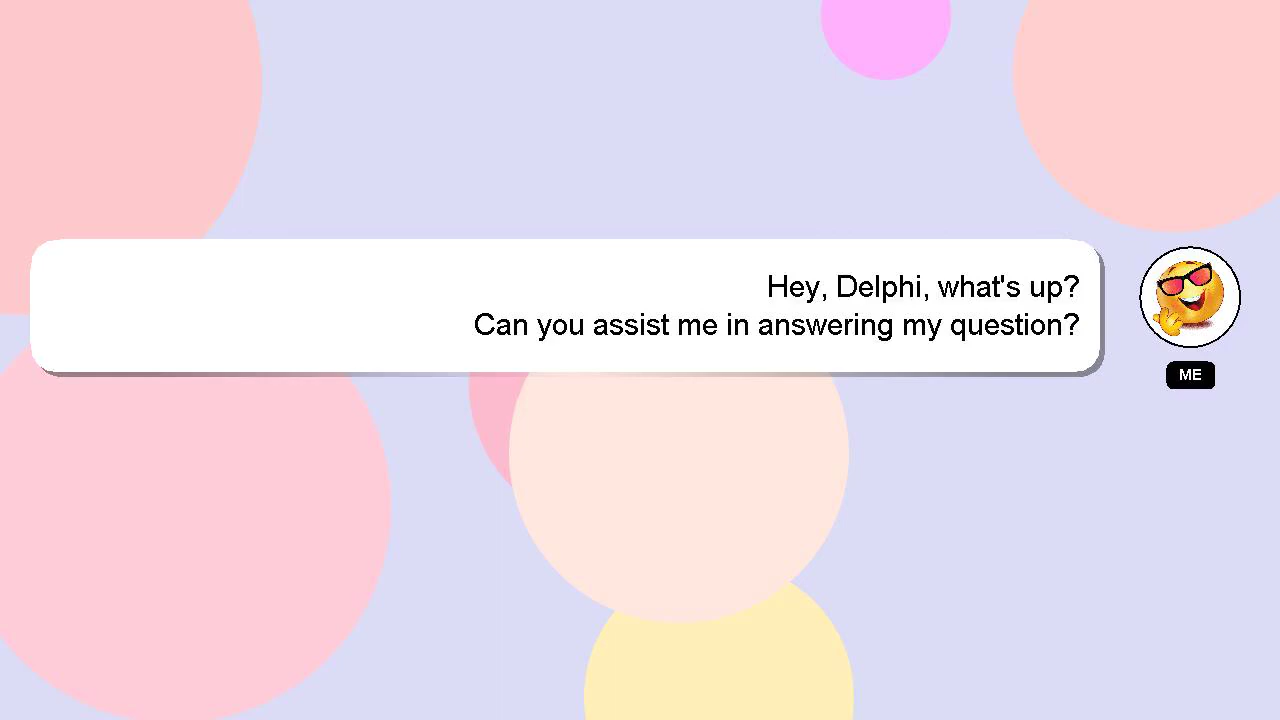 Hey, Delphi, what's up?
Can you assist me in answering my question?
ME